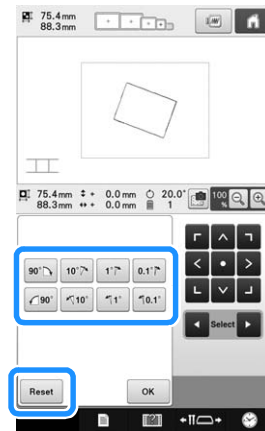 75.4mm
88.3mm
75.4mm + 0.0mm 20.0° 100
88.3mm + 0.0mm 1 %
90° 10° 1° 0.1°
90° 10° 1° 0.1°
Select
Reset OK